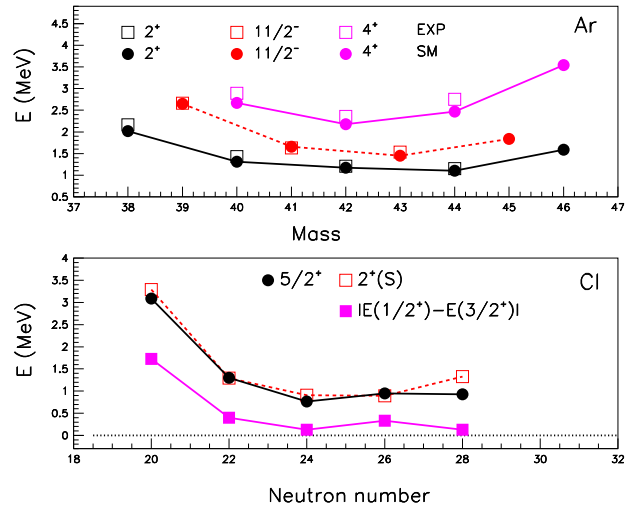 2⁺ 11/2⁻ 4⁺ EXP Ar
2⁺ 11/2⁻ 4⁺ SM
E (MeV)
4.5
4
3.5
3
2.5
2
1.5
1
0.5
37 38 39 40 41 42 43 44 45 46 47
Mass
5/2⁺ 2⁺(S) Cl
|E(1/2⁺)−E(3/2⁺)|
E (MeV)
3.5
3
2.5
2
1.5
1
0.5
0
18 20 22 24 26 28 30 32
Neutron number